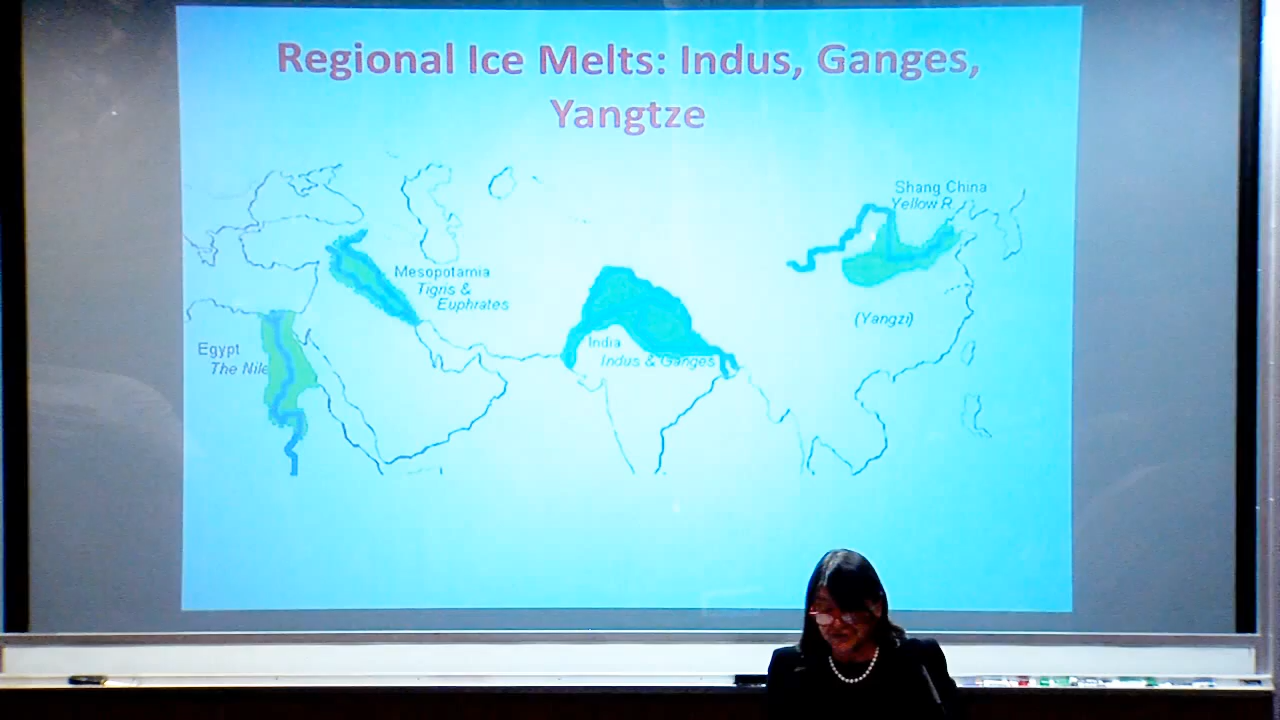 Regional Ice Melts: Indus, Ganges,
Yangtze
Shang China
Yellow R.
Mesopotamia
Tigris &
Euphrates
(Yangzi)
India
Indus & Ganges
Egypt
The Nile